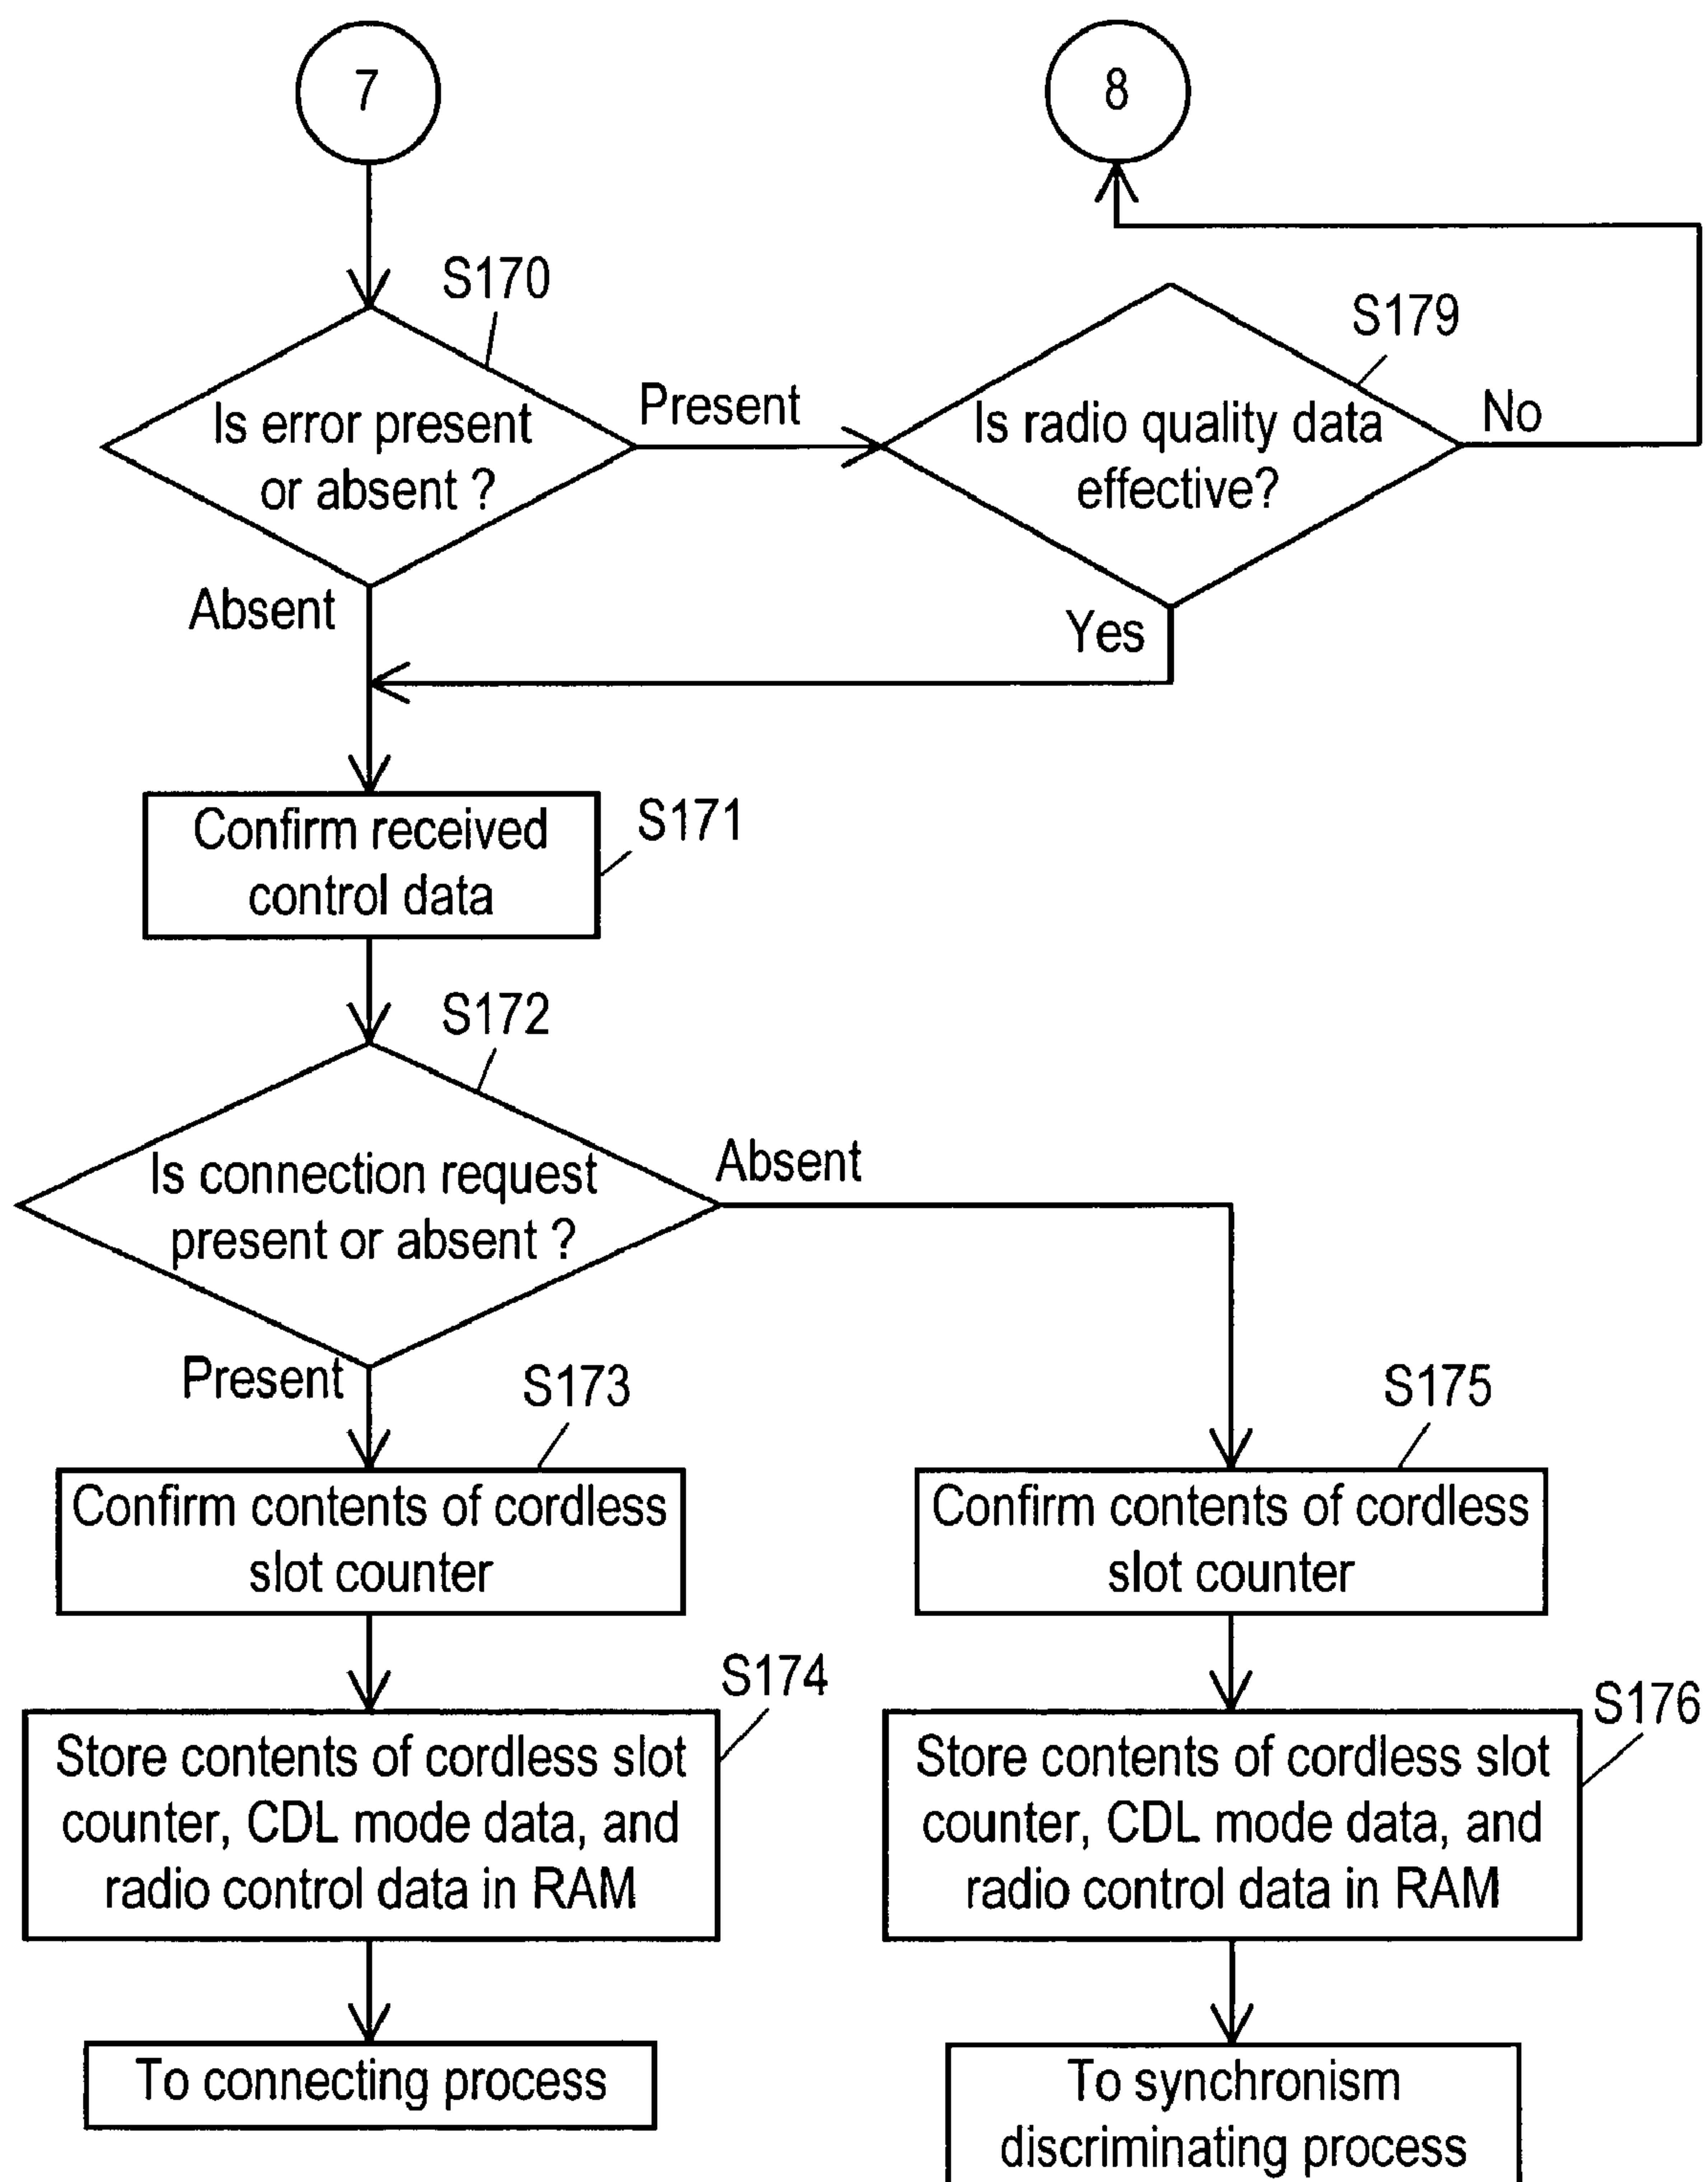 7
8
S170
S179
Is error present
or absent ?
Present
Is radio quality data
effective?
No
Absent
Yes
Confirm received
control data
S171
S172
Is connection request
present or absent ?
Absent
Present
S173
S175
Confirm contents of cordless
slot counter
Confirm contents of cordless
slot counter
S174
S176
Store contents of cordless slot
counter, CDL mode data, and
radio control data in RAM
Store contents of cordless slot
counter, CDL mode data, and
radio control data in RAM
To connecting process
To synchronism
discriminating process